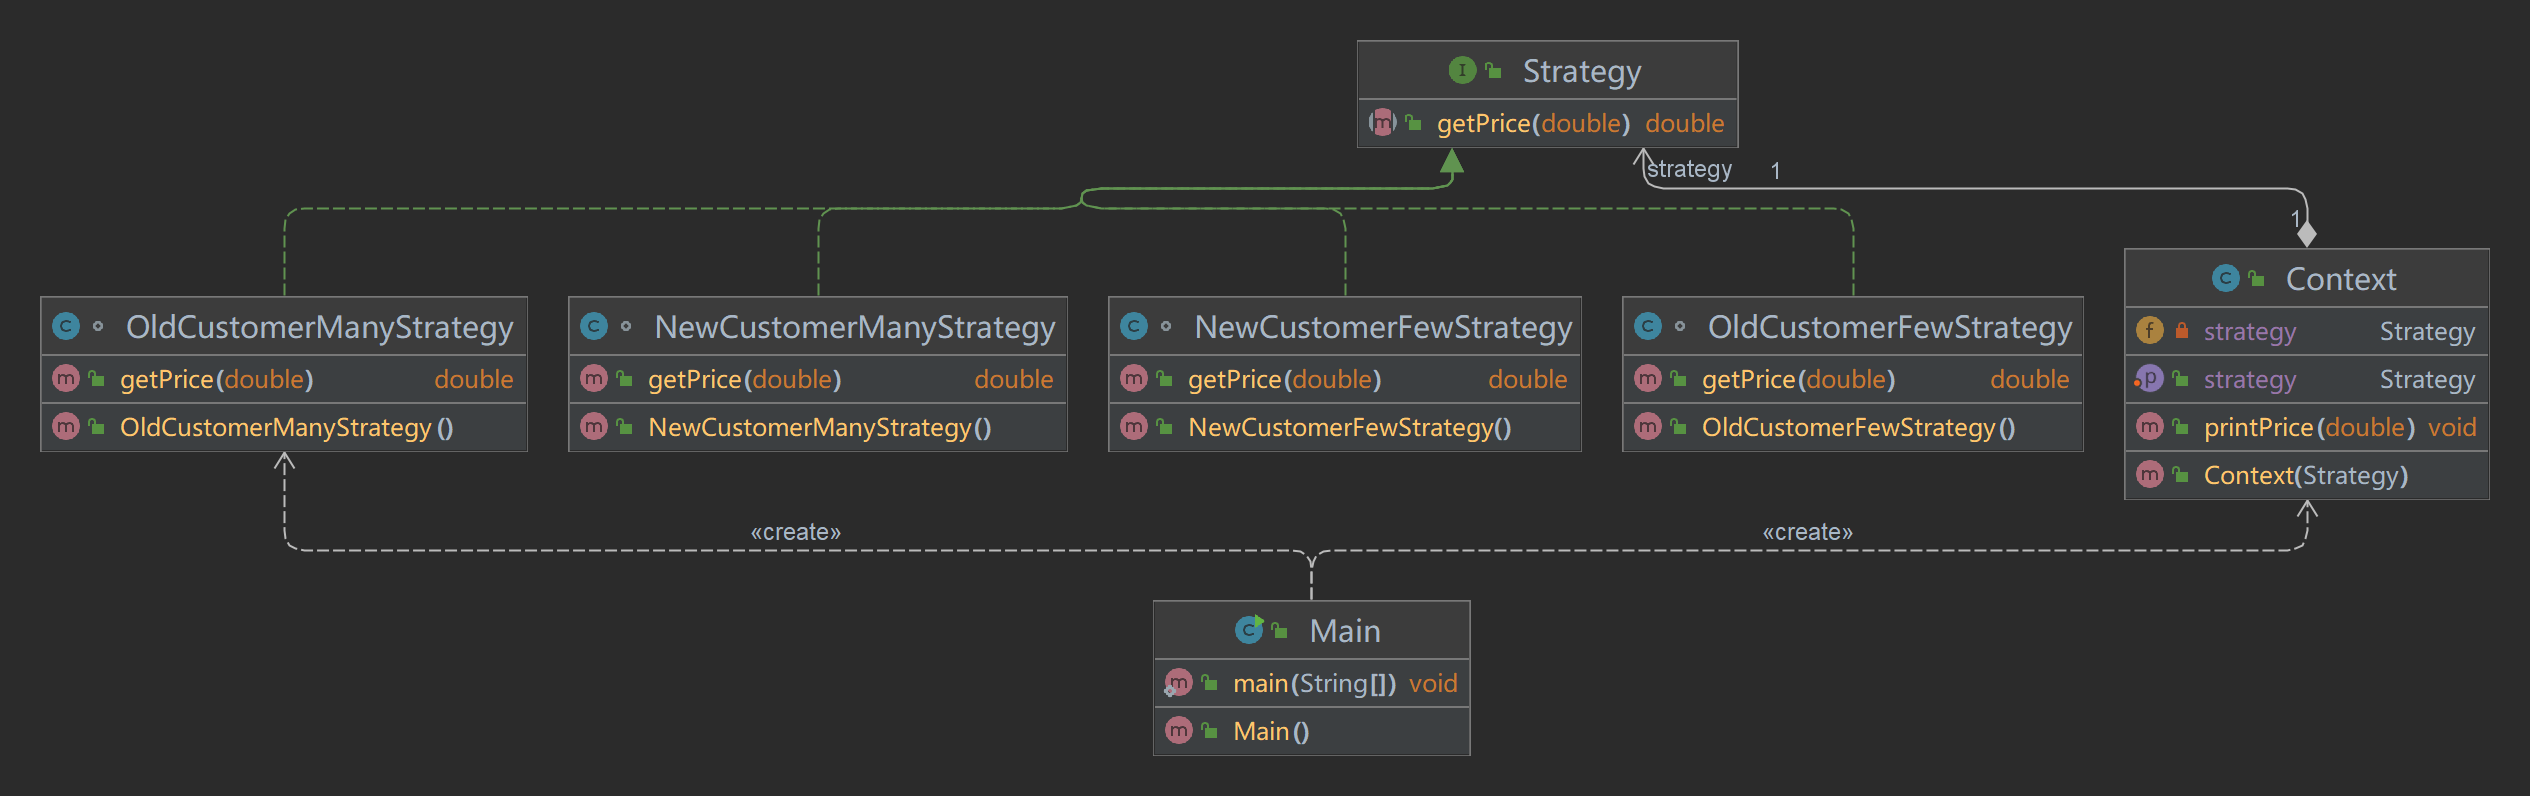 Strategy
getPrice(double) double
strategy 1
1
Context
strategy Strategy
strategy Strategy
printPrice(double) void
Context(Strategy)
OldCustomerManyStrategy
getPrice(double) double
OldCustomerManyStrategy()
NewCustomerManyStrategy
getPrice(double) double
NewCustomerManyStrategy()
NewCustomerFewStrategy
getPrice(double) double
NewCustomerFewStrategy()
OldCustomerFewStrategy
getPrice(double) double
OldCustomerFewStrategy()
«create»
«create»
Main
main(String[]) void
Main()